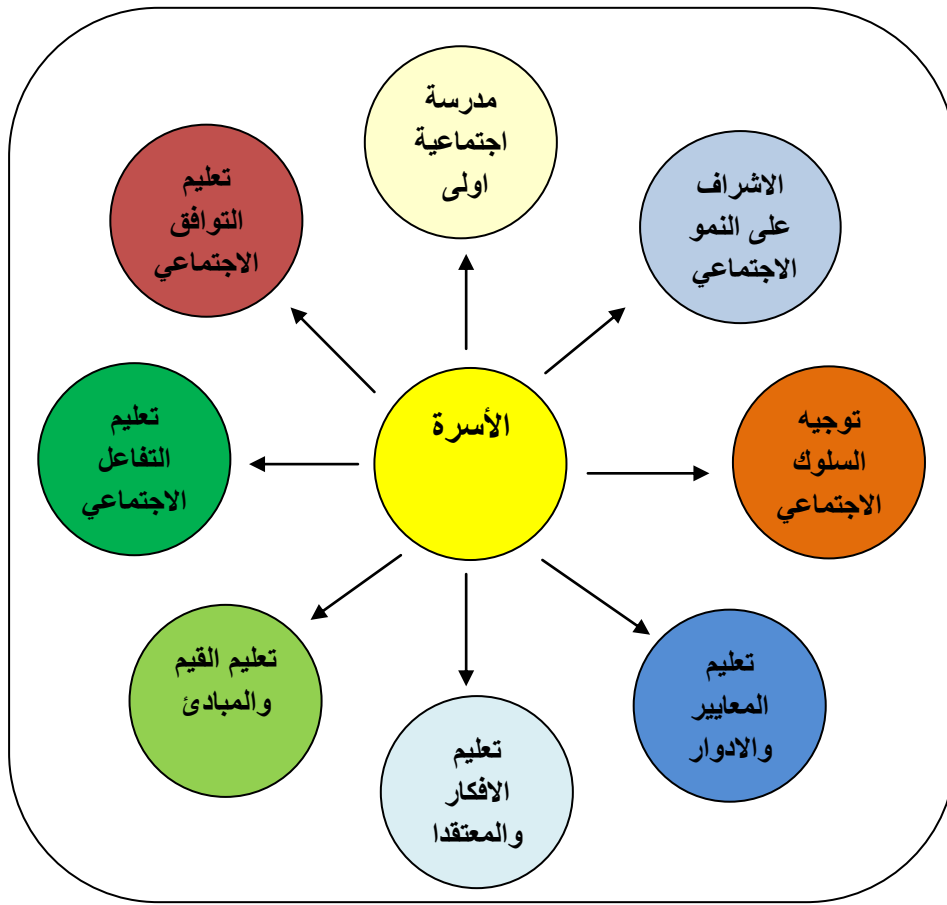 مدرسة
اجتماعية
اولى
الاشراف
على النمو
الاجتماعي
تعليم
التوافق
الاجتماعي
الأسرة
توجيه
السلوك
الاجتماعي
تعليم
التفاعل
الاجتماعي
تعليم
المعايير
والادوار
تعليم القيم
والمبادئ
تعليم
الافكار
والمعتقدا